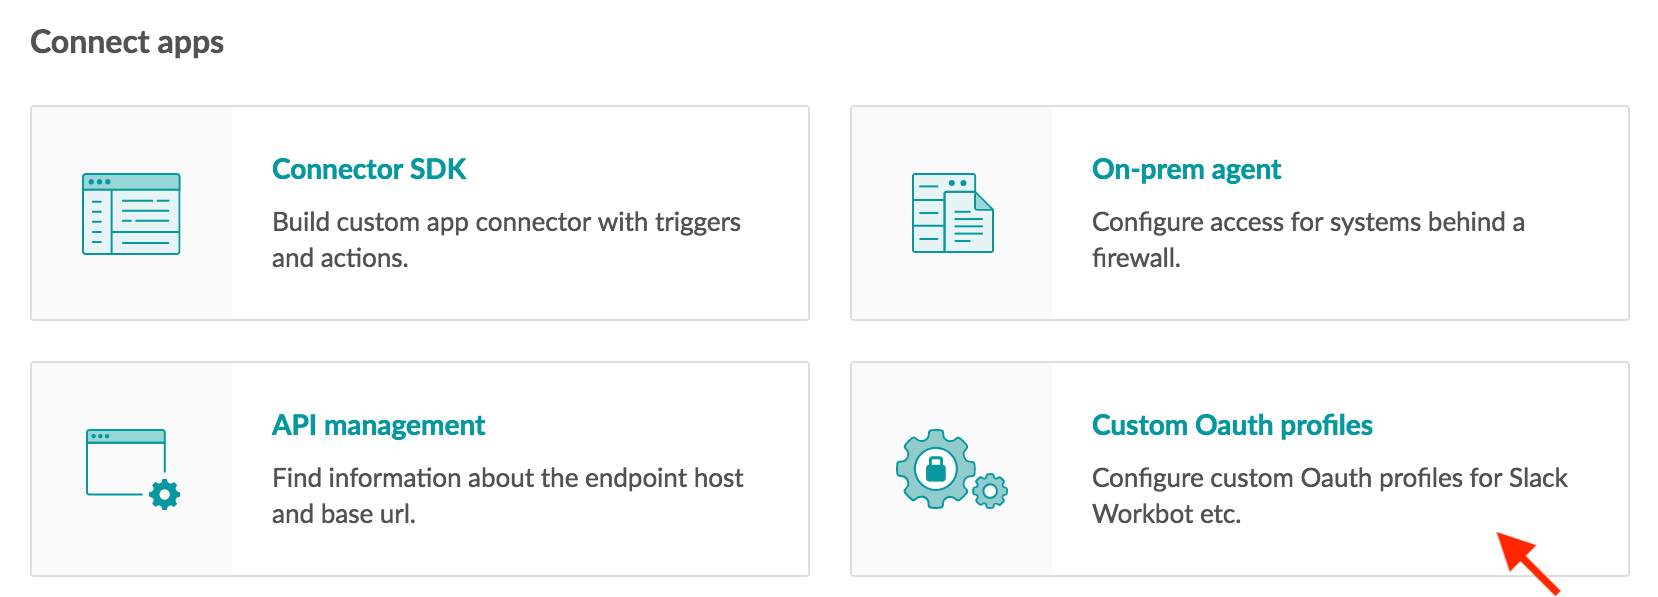 Connect apps
Connector SDK
Build custom app connector with triggers
and actions.
On-prem agent
Configure access for systems behind a
firewall.
API management
Find information about the endpoint host
and base url.
Custom Oauth profiles
Configure custom Oauth profiles for Slack
Workbot etc.